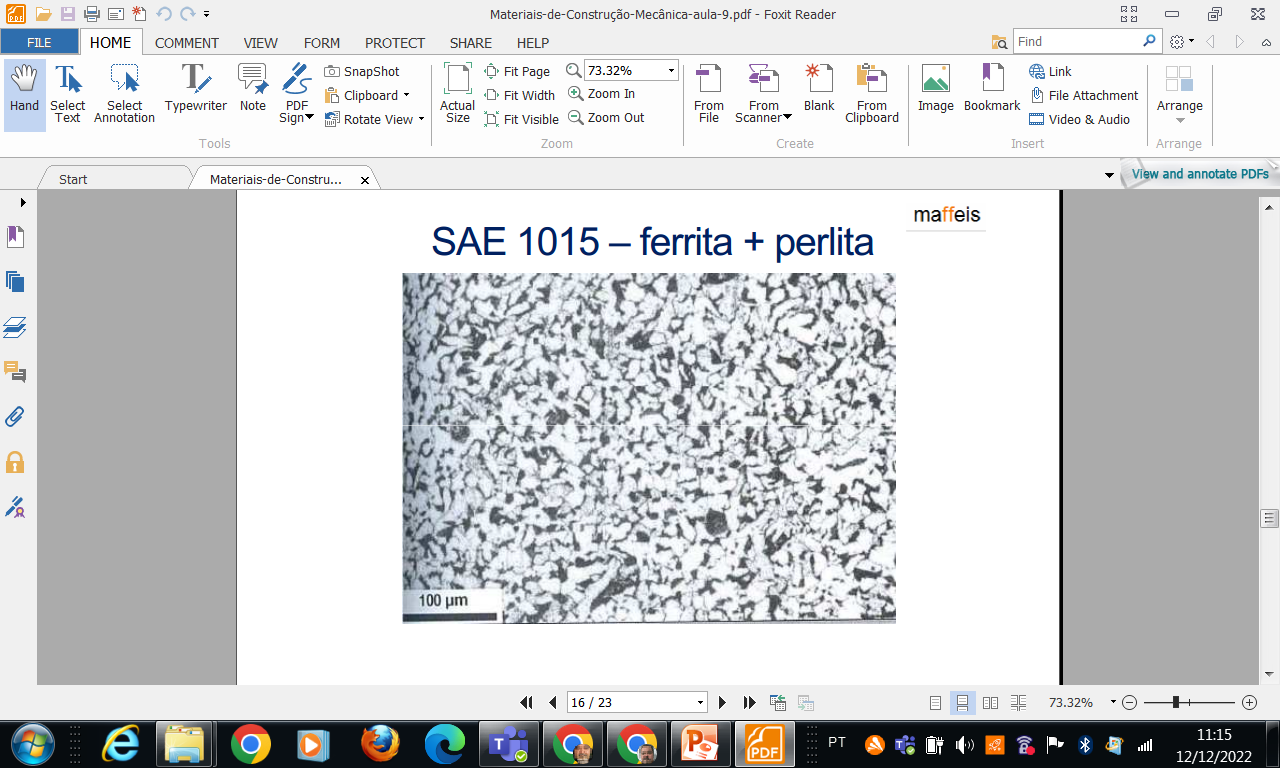 Materiais-de-Construção-Mecânica-aula-9.pdf - Foxit Reader
FILE HOME COMMENT VIEW FORM PROTECT SHARE HELP
Find
Hand
Select Text
Select Annotation
Typewriter
Note
PDF Sign
SnapShot
Clipboard
Rotate View
Tools
Actual Size
Fit Page
Fit Width
Fit Visible
73.32%
Zoom In
Zoom Out
Zoom
From File
From Scanner
Blank
From Clipboard
Create
Image
Bookmark
Link
File Attachment
Video & Audio
Insert
Arrange
Arrange
Start
Materiais-de-Constru...
View and annotate PDFs
maffeis
SAE 1015 – ferrita + perlita
100 µm
16 / 23
73.32%
PDF
PT
11:15
12/12/2022